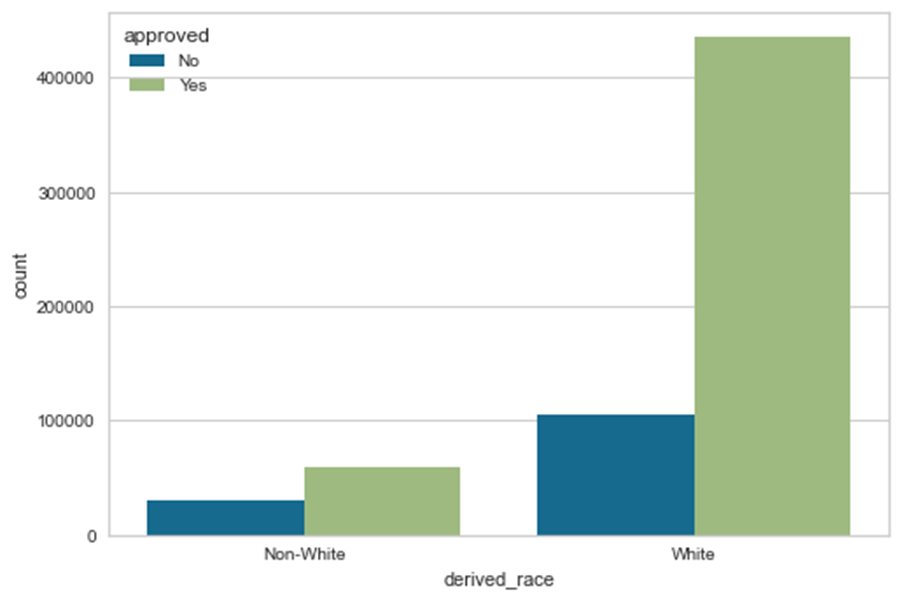 approved
No
Yes
400000
300000
200000
100000
0
count
Non-White
White
derived_race